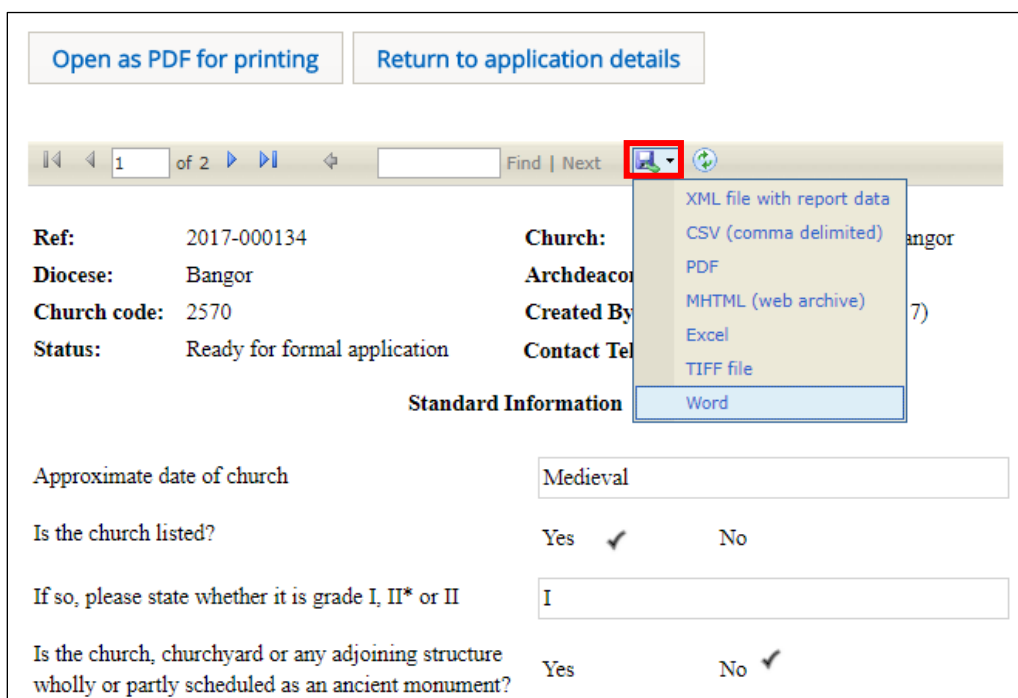 Open as PDF for printing Return to application details
1 of 2 Find | Next
XML file with report data
CSV (comma delimited)
PDF
MHTML (web archive)
Excel
TIFF file
Word
Ref: 2017-000134 Church: angor
Diocese: Bangor Archdeacon
Church code: 2570 Created By 7)
Status: Ready for formal application Contact Tel
Standard Information
Approximate date of church Medieval
Is the church listed? Yes No
If so, please state whether it is grade I, II* or II I
Is the church, churchyard or any adjoining structure
wholly or partly scheduled as an ancient monument? Yes No